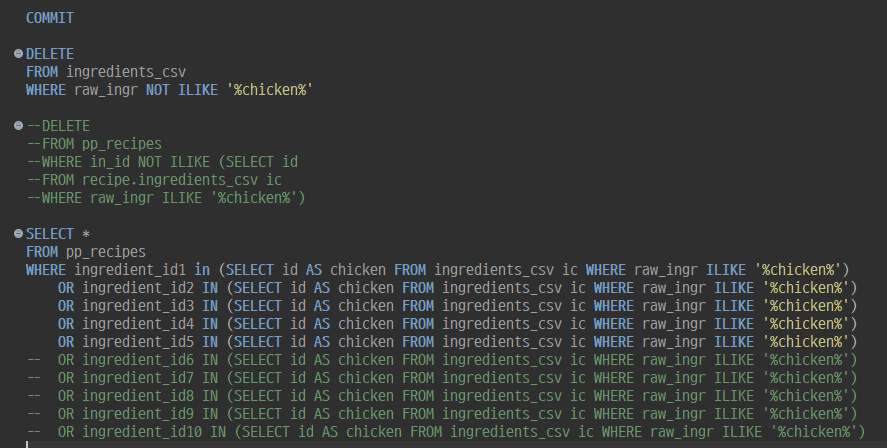 COMMIT
DELETE
FROM ingredients_csv
WHERE raw_ingr NOT ILIKE '%chicken%'
--DELETE
--FROM pp_recipes
--WHERE in_id NOT ILIKE (SELECT id
--FROM recipe.ingredients_csv ic
--WHERE raw_ingr ILIKE '%chicken%')
SELECT *
FROM pp_recipes
WHERE ingredient_id1 in (SELECT id AS chicken FROM ingredients_csv ic WHERE raw_ingr ILIKE '%chicken%')
    OR ingredient_id2 IN (SELECT id AS chicken FROM ingredients_csv ic WHERE raw_ingr ILIKE '%chicken%')
    OR ingredient_id3 IN (SELECT id AS chicken FROM ingredients_csv ic WHERE raw_ingr ILIKE '%chicken%')
    OR ingredient_id4 IN (SELECT id AS chicken FROM ingredients_csv ic WHERE raw_ingr ILIKE '%chicken%')
    OR ingredient_id5 IN (SELECT id AS chicken FROM ingredients_csv ic WHERE raw_ingr ILIKE '%chicken%')
--  OR ingredient_id6 IN (SELECT id AS chicken FROM ingredients_csv ic WHERE raw_ingr ILIKE '%chicken%')
--  OR ingredient_id7 IN (SELECT id AS chicken FROM ingredients_csv ic WHERE raw_ingr ILIKE '%chicken%')
--  OR ingredient_id8 IN (SELECT id AS chicken FROM ingredients_csv ic WHERE raw_ingr ILIKE '%chicken%')
--  OR ingredient_id9 IN (SELECT id AS chicken FROM ingredients_csv ic WHERE raw_ingr ILIKE '%chicken%')
--  OR ingredient_id10 IN (SELECT id AS chicken FROM ingredients_csv ic WHERE raw_ingr ILIKE '%chicken%')